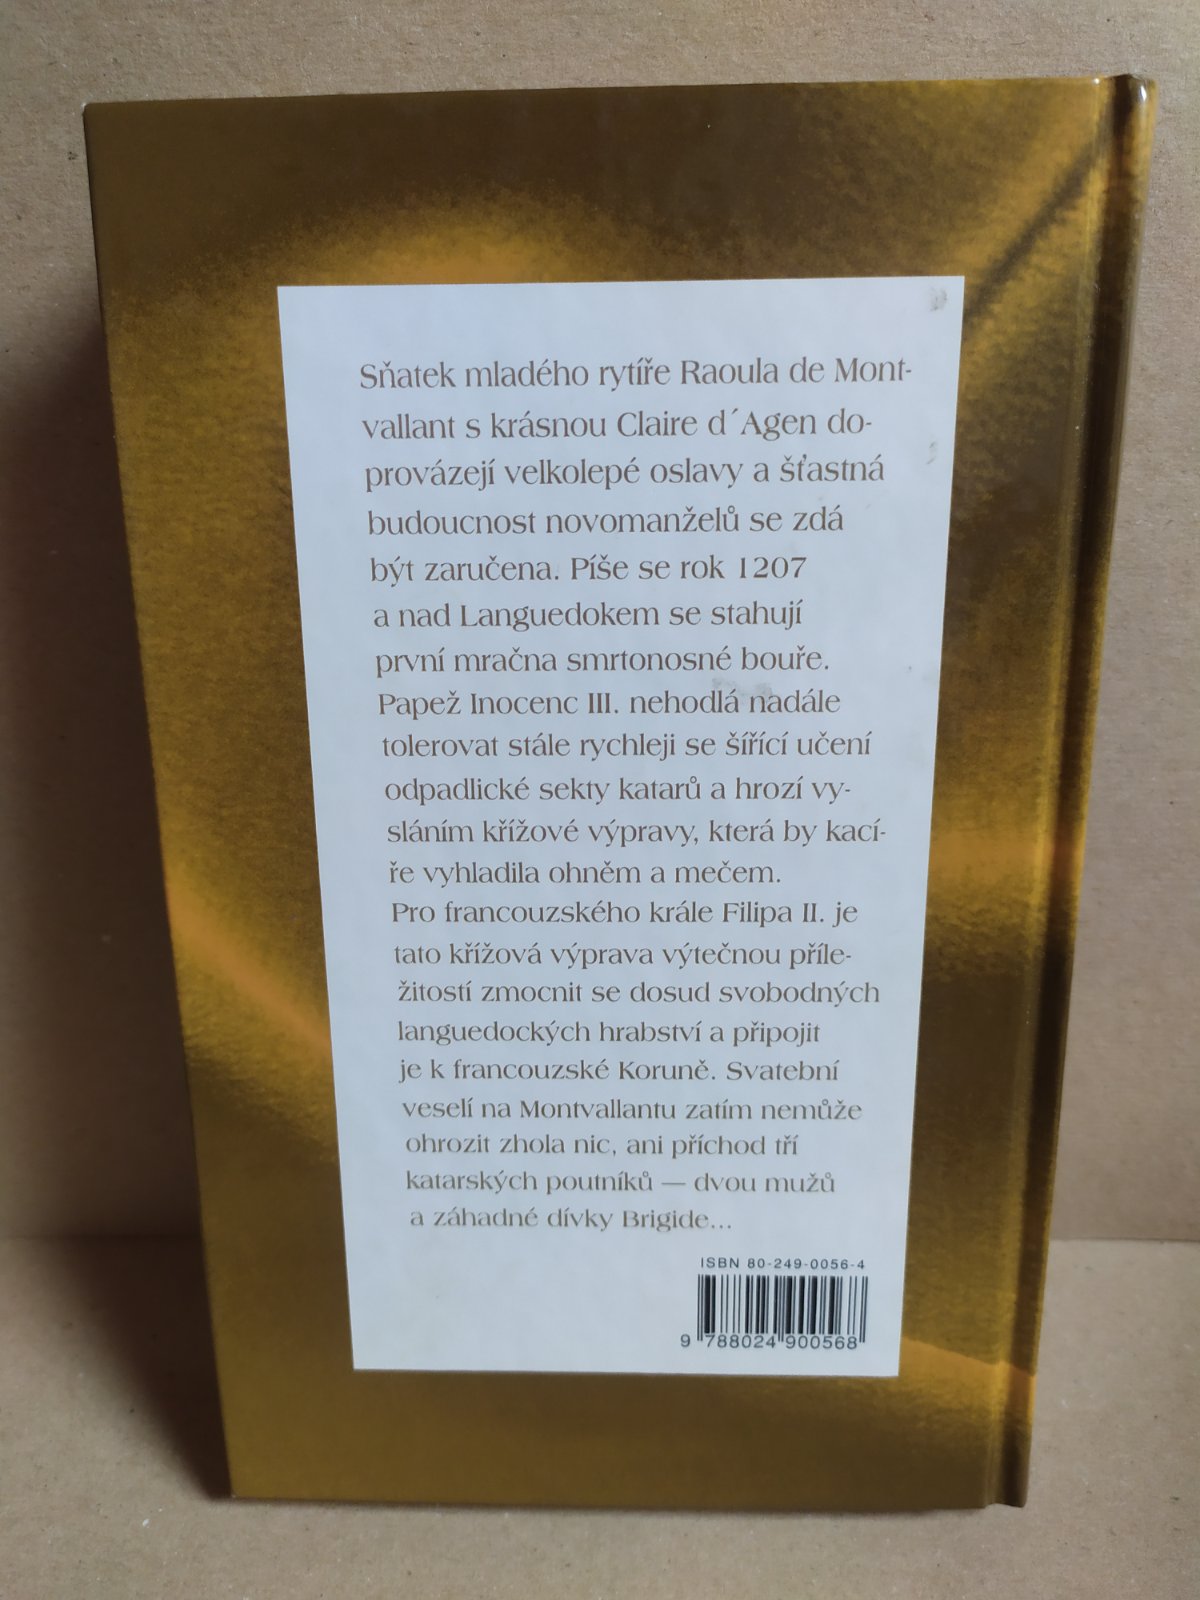 Sňatek mladého rytíře Raoula de Mont-
vallant s krásnou Claire d´Agen do-
provázejí velkolepé oslavy a šťastná
budoucnost novomanželů se zdá
být zaručena. Píše se rok 1207
a nad Languedokem se stahují
první mračna smrtonosné bouře.
Papež Inocenc III. nehodlá nadále
tolerovat stále rychleji se šířící učení
odpadlické sekty katarů a hrozí vy-
sláním křížové výpravy, která by kací-
ře vyhladila ohněm a mečem.
Pro francouzského krále Filipa II. je
tato křížová výprava výtečnou příle-
žitostí zmocnit se dosud svobodných
languedockých hrabství a připojit
je k francouzské Koruně. Svatební
veselí na Montvallantu zatím nemůže
ohrozit zhola nic, ani příchod tří
katarských poutníků — dvou mužů
a záhadné dívky Brigide...
ISBN 80-249-0056-4
9 788024 900568